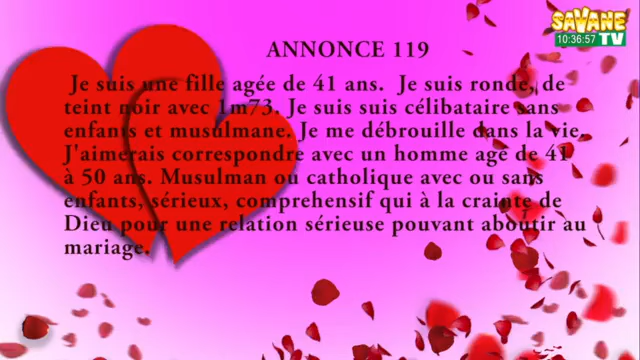 SAVANE
TV
10:36:57
ANNONCE 119
Je suis une fille agée de 41 ans. Je suis ronde, de
teint noir avec 1m73. Je suis suis célibataire sans
enfants et musulmane. Je me débrouille dans la vie.
J'aimerais correspondre avec un homme agé de 41
à 50 ans. Musulman ou catholique avec ou sans
enfants, sérieux, comprehensif qui à la crainte de
Dieu pour une relation sérieuse pouvant aboutir au
mariage.